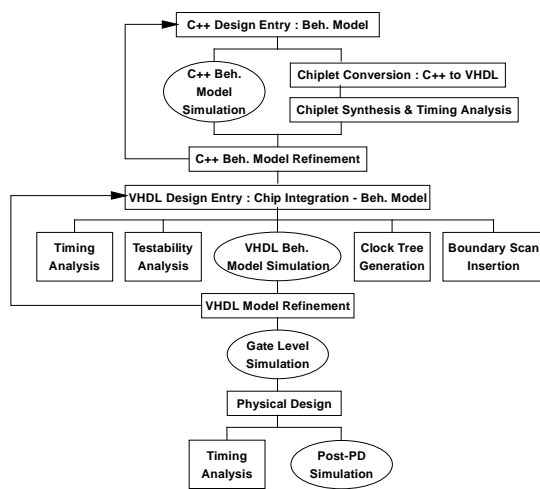 C++ Design Entry : Beh. Model
C++ Beh.
Model
Simulation
Chiplet Conversion : C++ to VHDL
Chiplet Synthesis & Timing Analysis
C++ Beh. Model Refinement
VHDL Design Entry : Chip Integration - Beh. Model
Timing
Analysis
Testability
Analysis
VHDL Beh.
Model Simulation
Clock Tree
Generation
Boundary Scan
Insertion
VHDL Model Refinement
Gate Level
Simulation
Physical Design
Timing
Analysis
Post-PD
Simulation